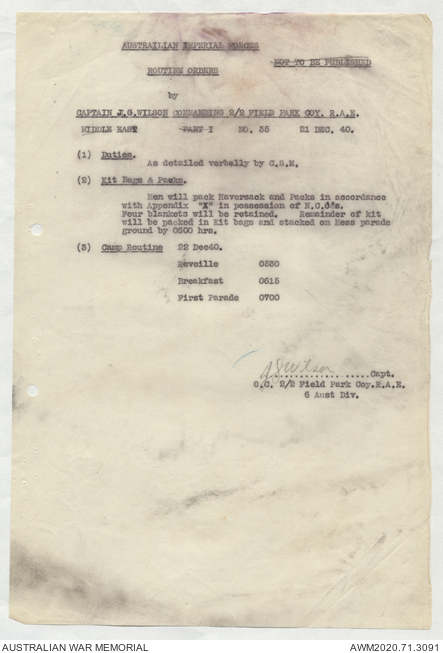 AUSTRAILIAN IMPERIAL FORCES
NOT TO BE PUBLISHED
ROUTINE ORDERS
by
CAPTAIN J.G.WILSON COMMANDING 2/2 FIELD PARK COY. R.A.E.
MIDDLE EAST PART I NO. 35 21 DEC. 40.
(1) Duties.
As detailed verbally by C.S.M.
(2) Kit Bags & Packs.
Men will pack Haversack and Packs in accordance
with Appendix "X" in possession of N.C.O's.
Four blankets will be retained. Remainder of kit
will be packed in Kit bags and stacked on Mess parade
ground by 0600 hrs.
(3) Camp Routine 22 Dec40.
Reveille 0530
Breakfast 0615
First Parade 0700
JGWilson
..................Capt.
O.C. 2/2 Field Park Coy.R.A.E.
6 Aust Div.
AUSTRALIAN WAR MEMORIAL
AWM2020.71.3091